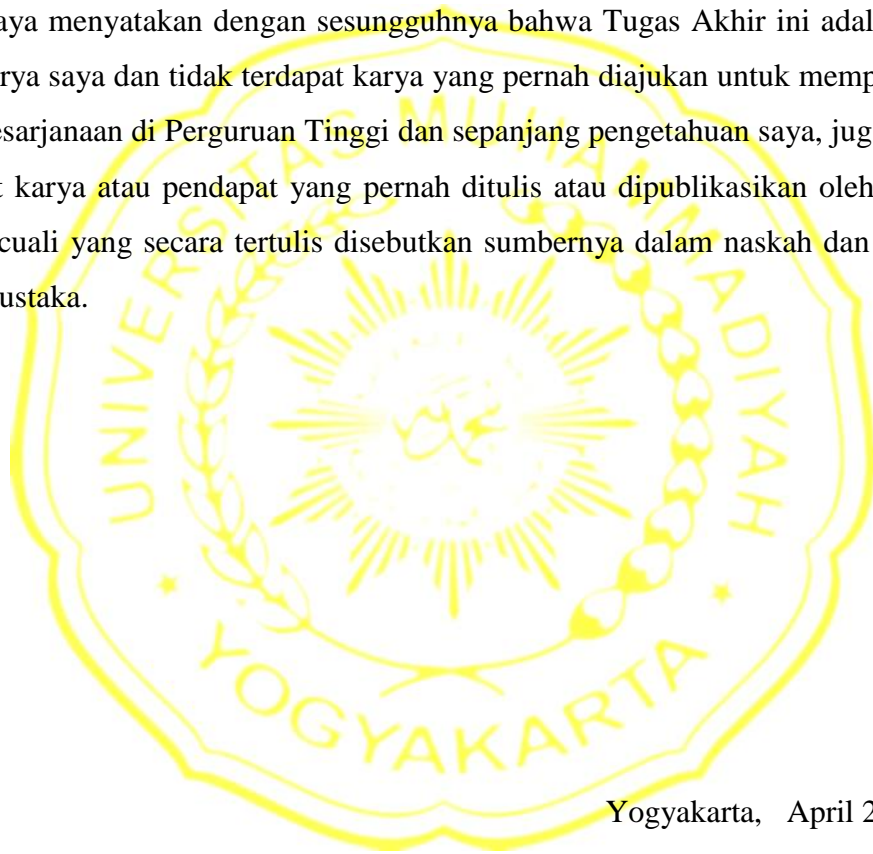 aya menyatakan dengan sesungguhnya bahwa Tugas Akhir ini adal
rya saya dan tidak terdapat karya yang pernah diajukan untuk memp
esarjanaan di Perguruan Tinggi dan sepanjang pengetahuan saya, jug
t karya atau pendapat yang pernah ditulis atau dipublikasikan oleh
cuali yang secara tertulis disebutkan sumbernya dalam naskah dan
ustaka.
UNIVERSITAS MUHAMMADIYAH
YOGYAKARTA
Yogyakarta, April 2